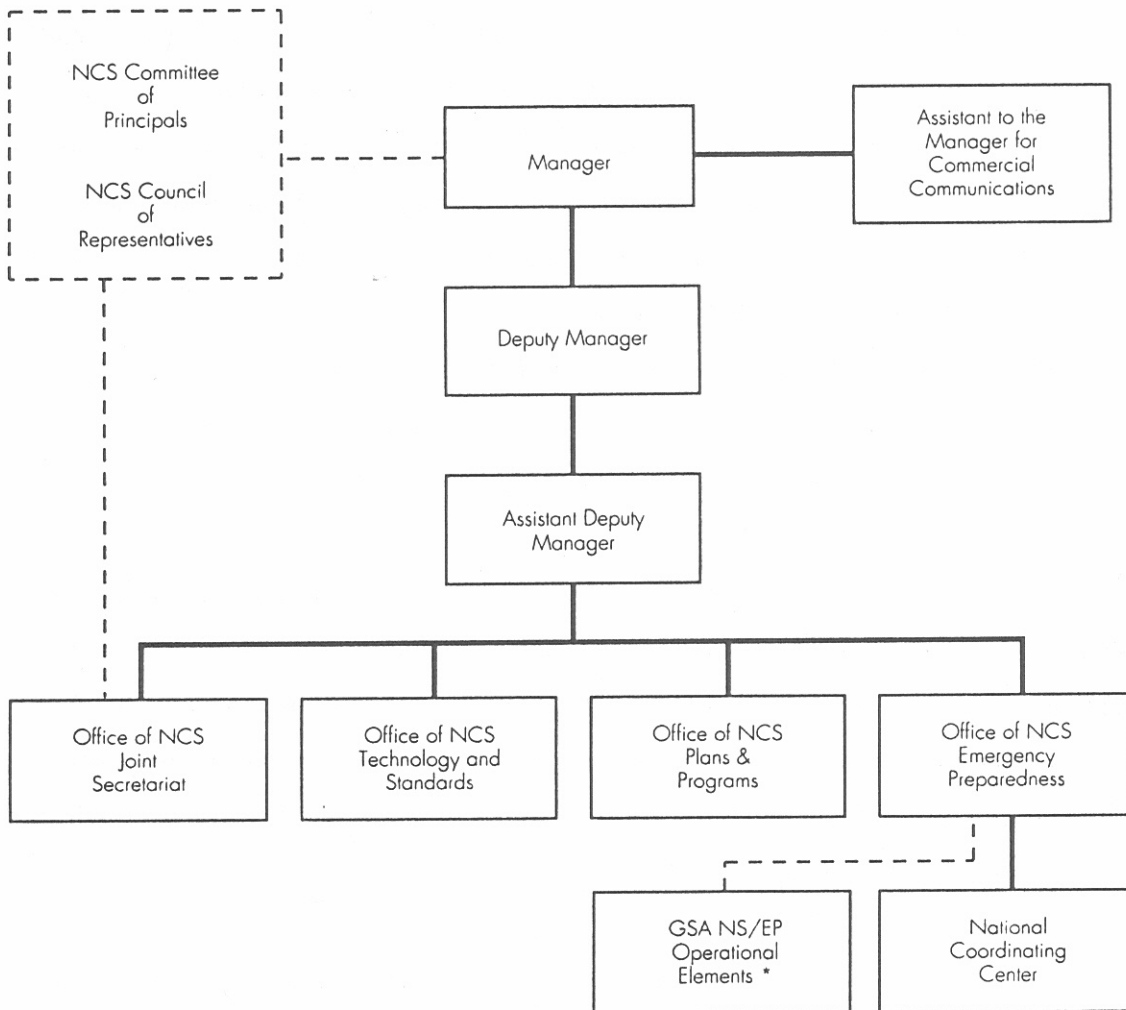 NCS Committee
of
Principals
NCS Council
of
Representatives
Manager
Assistant to the
Manager for
Commercial
Communications
Deputy Manager
Assistant Deputy
Manager
Office of NCS
Joint
Secretariat
Office of NCS
Technology and
Standards
Office of NCS
Plans &
Programs
Office of NCS
Emergency
Preparedness
GSA NS/EP
Operational
Elements *
National
Coordinating
Center